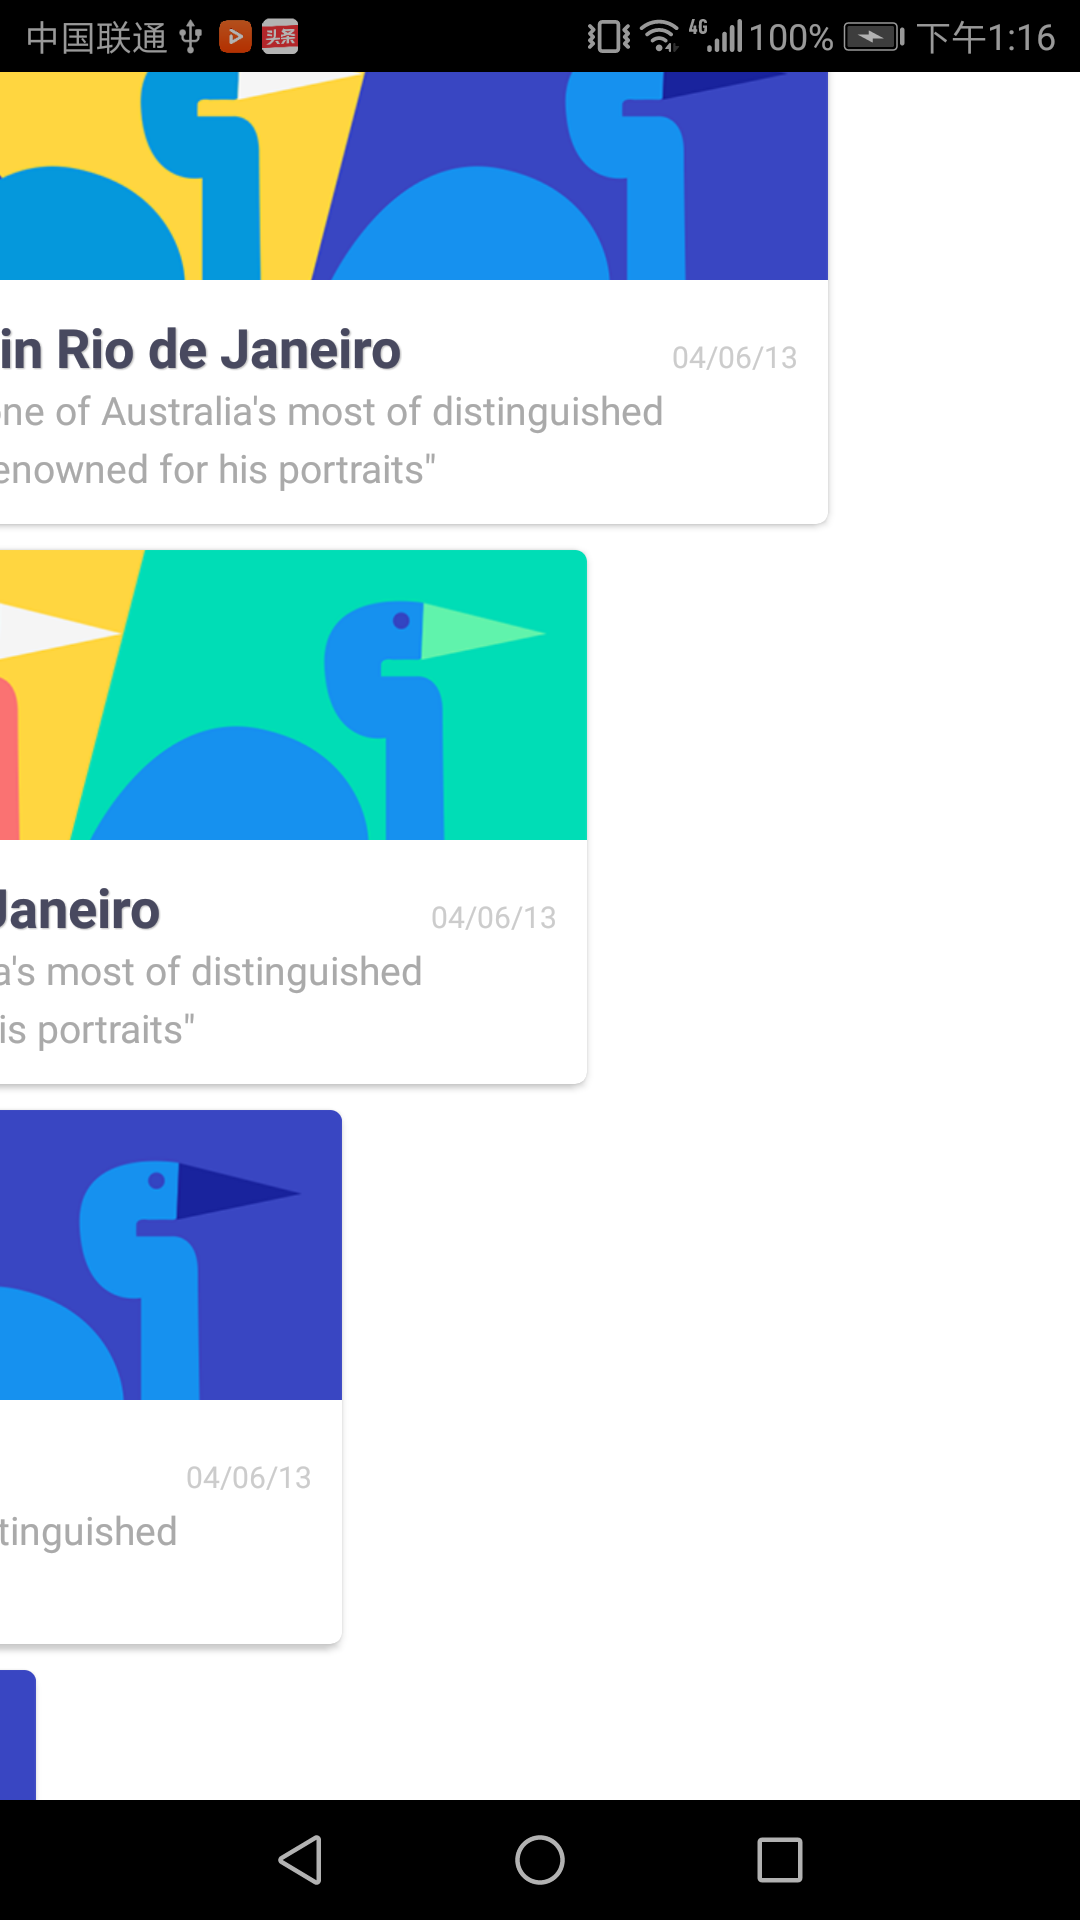 中国联通 头条 4G 100% 下午1:16
in Rio de Janeiro 04/06/13
one of Australia's most of distinguished
enowned for his portraits"
Janeiro 04/06/13
a's most of distinguished
is portraits"
04/06/13
tinguished